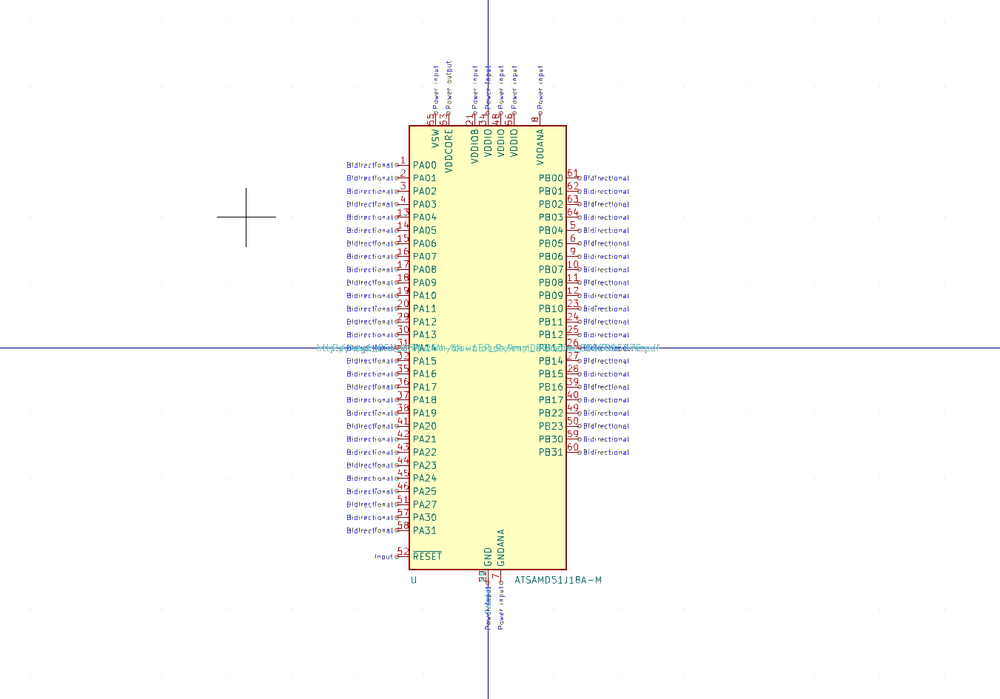 Power input Power output Power input Power input Power input Power input Power input
55 53 21 34 48 56 8
VSW VDDCORE VDDIOB VDDIO VDDIO VDDIO VDDANA
Bidirectional 1 PA00
Bidirectional 2 PA01 PB00 61 Bidirectional
Bidirectional 3 PA02 PB01 62 Bidirectional
Bidirectional 4 PA03 PB02 63 Bidirectional
Bidirectional 13 PA04 PB03 64 Bidirectional
Bidirectional 14 PA05 PB04 5 Bidirectional
Bidirectional 15 PA06 PB05 6 Bidirectional
Bidirectional 16 PA07 PB06 9 Bidirectional
Bidirectional 17 PA08 PB07 10 Bidirectional
Bidirectional 18 PA09 PB08 11 Bidirectional
Bidirectional 19 PA10 PB09 12 Bidirectional
Bidirectional 20 PA11 PB10 23 Bidirectional
Bidirectional 29 PA12 PB11 24 Bidirectional
Bidirectional 30 PA13 PB12 25 Bidirectional
31 26
Bidirectional 32 PA15 PB14 27 Bidirectional
Bidirectional 35 PA16 PB15 28 Bidirectional
Bidirectional 36 PA17 PB16 39 Bidirectional
Bidirectional 37 PA18 PB17 40 Bidirectional
Bidirectional 38 PA19 PB22 49 Bidirectional
Bidirectional 41 PA20 PB23 50 Bidirectional
Bidirectional 42 PA21 PB30 59 Bidirectional
Bidirectional 43 PA22 PB31 60 Bidirectional
Bidirectional 44 PA23
Bidirectional 45 PA24
Bidirectional 46 PA25
Bidirectional 51 PA27
Bidirectional 57 PA30
Bidirectional 58 PA31
Input 52 RESET
GND GNDANA
7
U ATSAMD51J18A-M
Power input